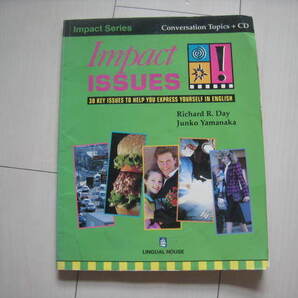 Impact Series
Conversation Topics + CD
Impact
ISSUES
!
30 KEY ISSUES TO HELP YOU EXPRESS YOURSELF IN ENGLISH
Richard R. Day
Junko Yamanaka
LINGUAL HOUSE